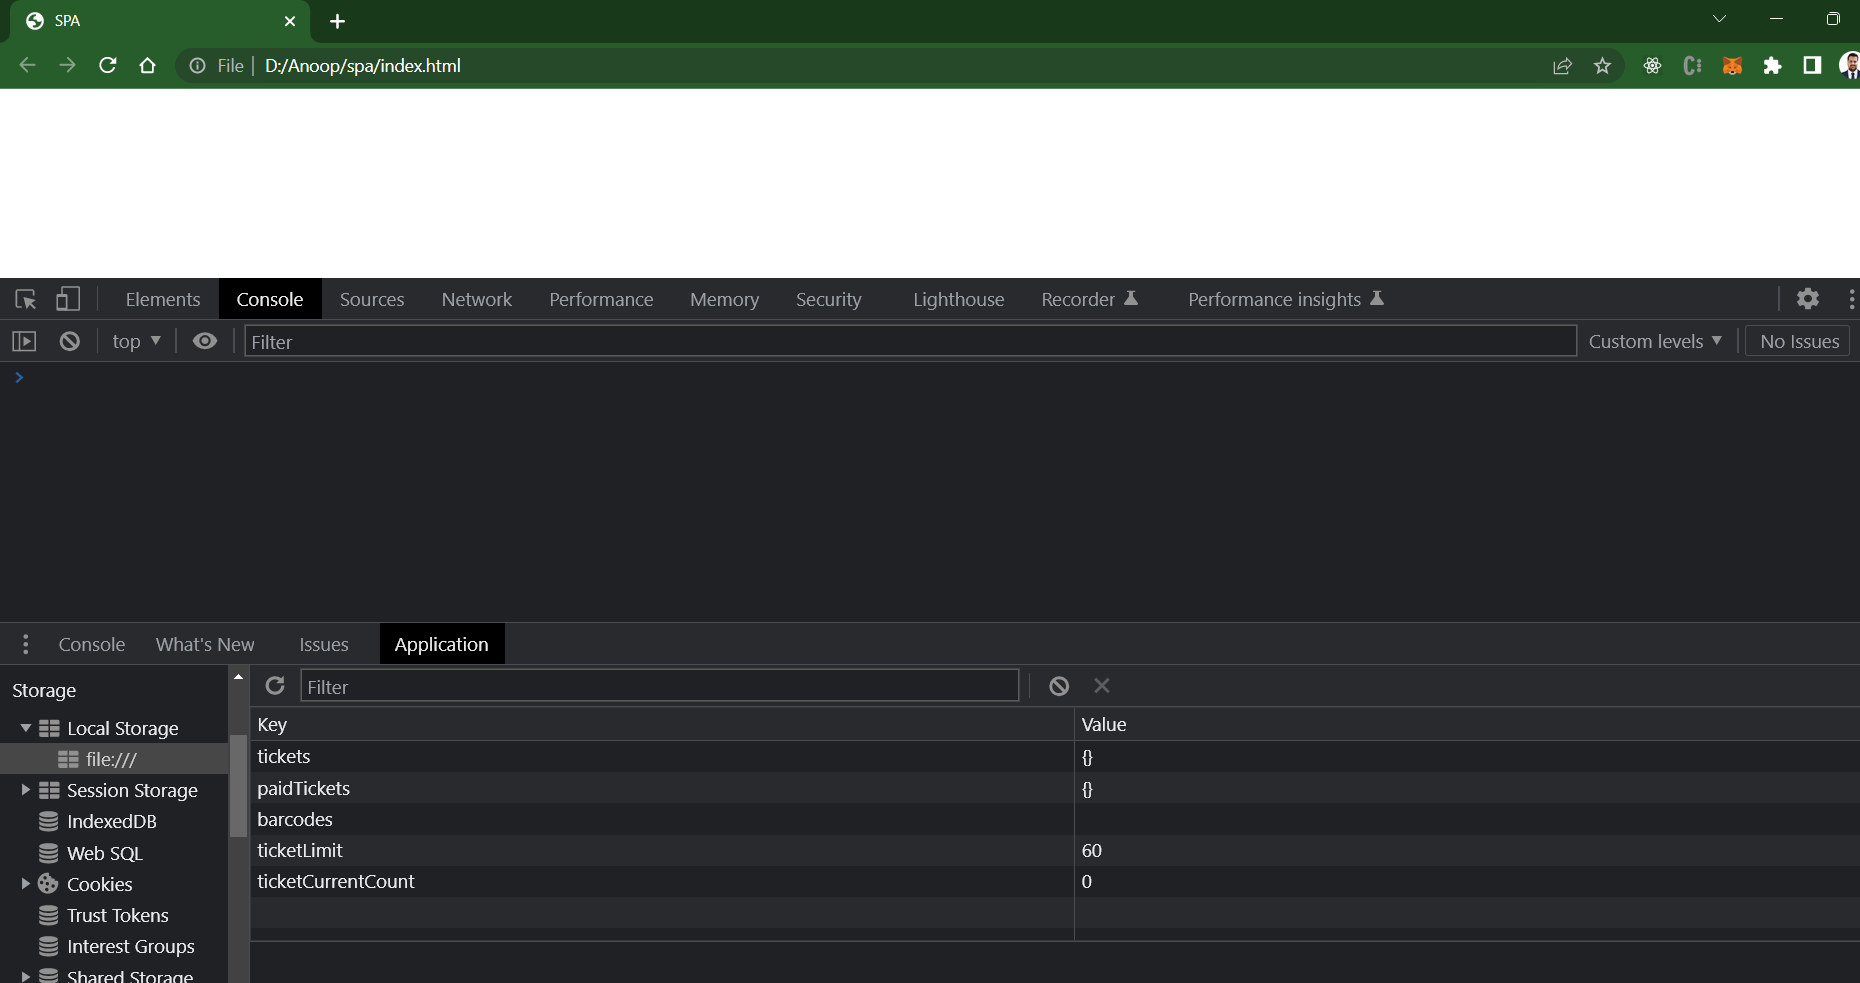 SPA
File D:/Anoop/spa/index.html
Elements Console Sources Network Performance Memory Security Lighthouse Recorder Performance insights
top Filter Custom levels No Issues
Console What's New Issues Application
Storage Filter
Key Value
Local Storage
file:///
Session Storage
IndexedDB
Web SQL
Cookies
Trust Tokens
Interest Groups
Shared Storage
tickets {}
paidTickets {}
barcodes
ticketLimit 60
ticketCurrentCount 0